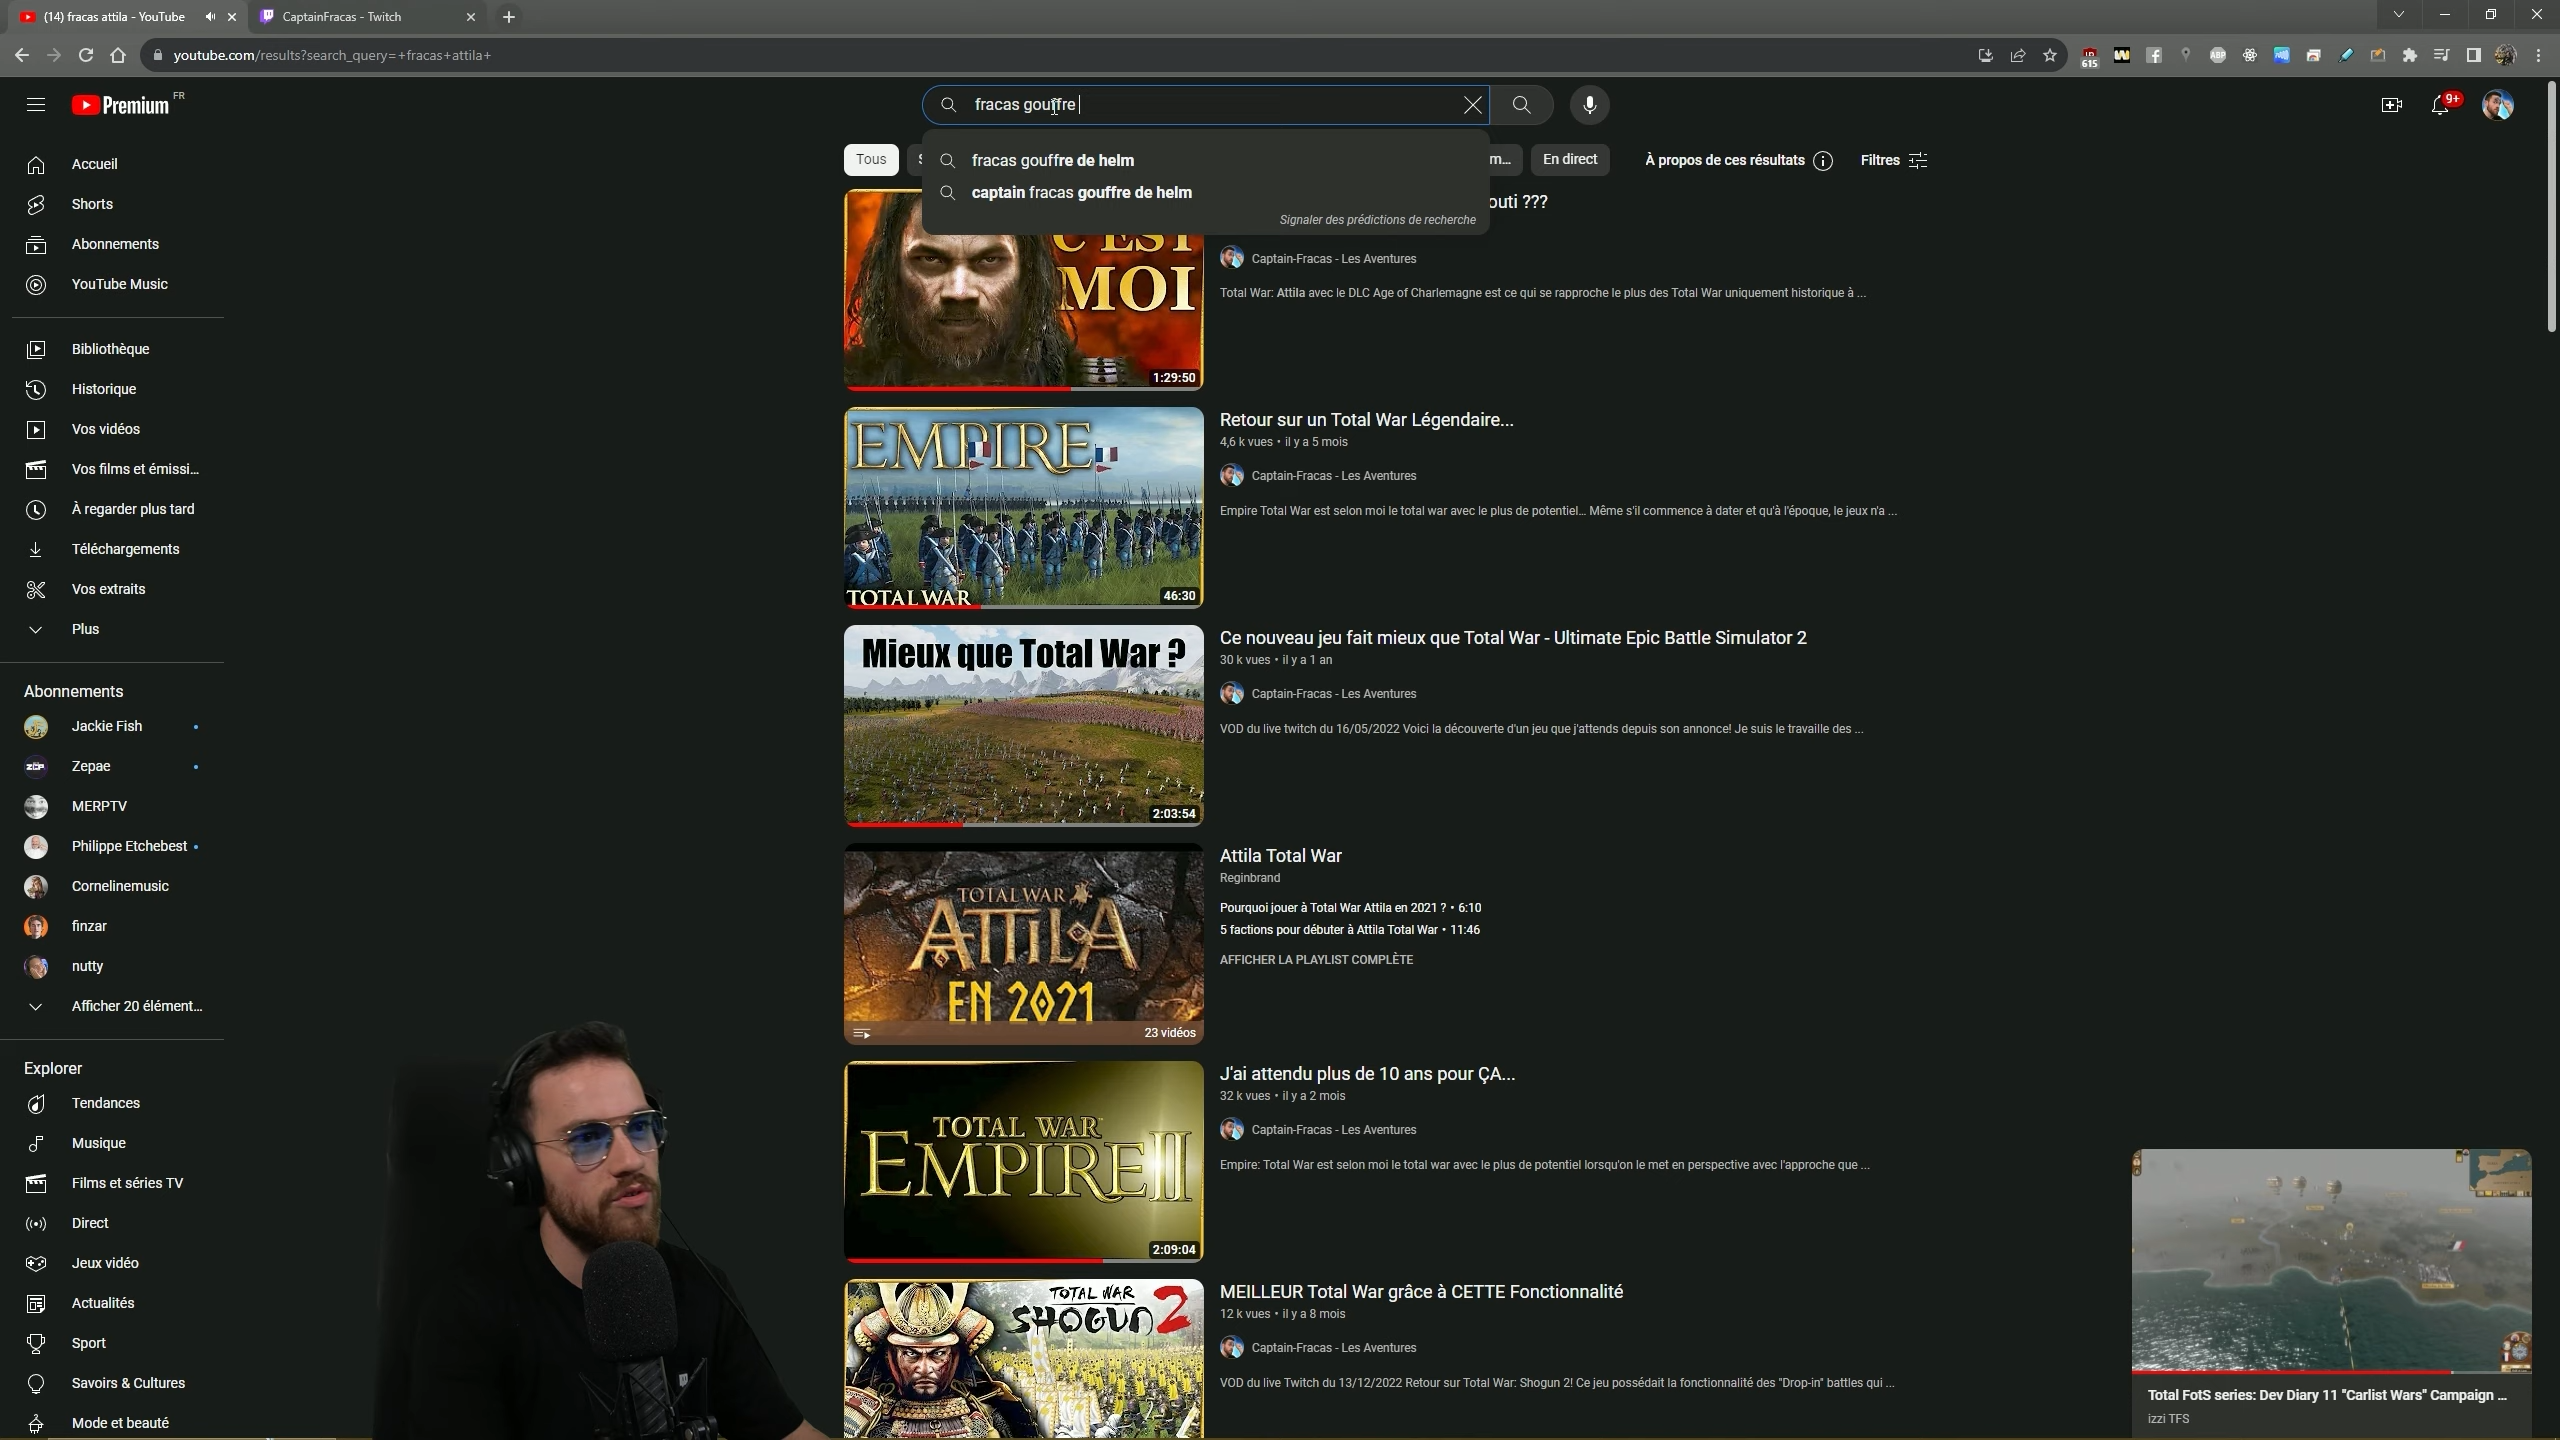 (14) fracas attila - YouTube
CaptainFracas - Twitch
youtube.com/results?search_query=+fracas+attila+
615
ABP
Premium FR
fracas gouffre
9+
fracas gouffre de helm
captain fracas gouffre de helm
Signaler des prédictions de recherche
Tous
m...
En direct
À propos de ces résultats
Filtres
Accueil
Shorts
Abonnements
YouTube Music
Bibliothèque
Historique
Vos vidéos
Vos films et émissi...
À regarder plus tard
Téléchargements
Vos extraits
Plus
Abonnements
Jackie Fish
Zepae
MERPTV
Philippe Etchebest
Cornelinemusic
finzar
nutty
Afficher 20 élément...
Explorer
Tendances
Musique
Films et séries TV
Direct
Jeux vidéo
Actualités
Sport
Savoirs & Cultures
Mode et beauté
C'EST
MOI
1:29:50
outi ???
Captain-Fracas - Les Aventures
Total War: Attila avec le DLC Age of Charlemagne est ce qui se rapproche le plus des Total War uniquement historique à ...
EMPIRE
TOTAL WAR
46:30
Retour sur un Total War Légendaire...
4,6 k vues • il y a 5 mois
Captain-Fracas - Les Aventures
Empire Total War est selon moi le total war avec le plus de potentiel... Même s'il commence à dater et qu'à l'époque, le jeux n'a ...
Mieux que Total War ?
2:03:54
Ce nouveau jeu fait mieux que Total War - Ultimate Epic Battle Simulator 2
30 k vues • il y a 1 an
Captain-Fracas - Les Aventures
VOD du live twitch du 16/05/2022 Voici la découverte d'un jeu que j'attends depuis son annonce! Je suis le travaille des ...
TOTAL WAR
ATTILA
EN 2021
23 vidéos
Attila Total War
Reginbrand
Pourquoi jouer à Total War Attila en 2021 ? • 6:10
5 factions pour débuter à Attila Total War • 11:46
AFFICHER LA PLAYLIST COMPLÈTE
TOTAL WAR
EMPIRE II
2:09:04
J'ai attendu plus de 10 ans pour ÇA...
32 k vues • il y a 2 mois
Captain-Fracas - Les Aventures
Empire: Total War est selon moi le total war avec le plus de potentiel lorsqu'on le met en perspective avec l'approche que ...
TOTAL WAR
SHOGUN 2
MEILLEUR Total War grâce à CETTE Fonctionnalité
12 k vues • il y a 8 mois
Captain-Fracas - Les Aventures
VOD du live Twitch du 13/12/2022 Retour sur Total War: Shogun 2! Ce jeu possédait la fonctionnalité des "Drop-in" battles qui ...
Total FotS series: Dev Diary 11 "Carlist Wars" Campaign ...
izzi TFS